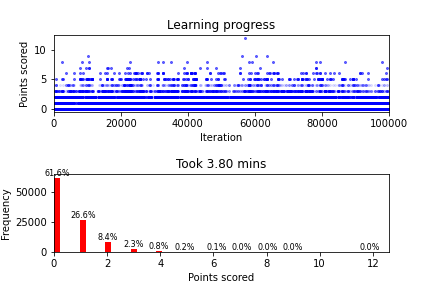 Learning progress
10
5
0
Points scored
0 20000 40000 60000 80000 100000
Iteration
Took 3.80 mins
50000
25000
0
Frequency
61.6% 26.6% 8.4% 2.3% 0.8% 0.2% 0.1% 0.0% 0.0% 0.0% 0.0%
0 2 4 6 8 10 12
Points scored